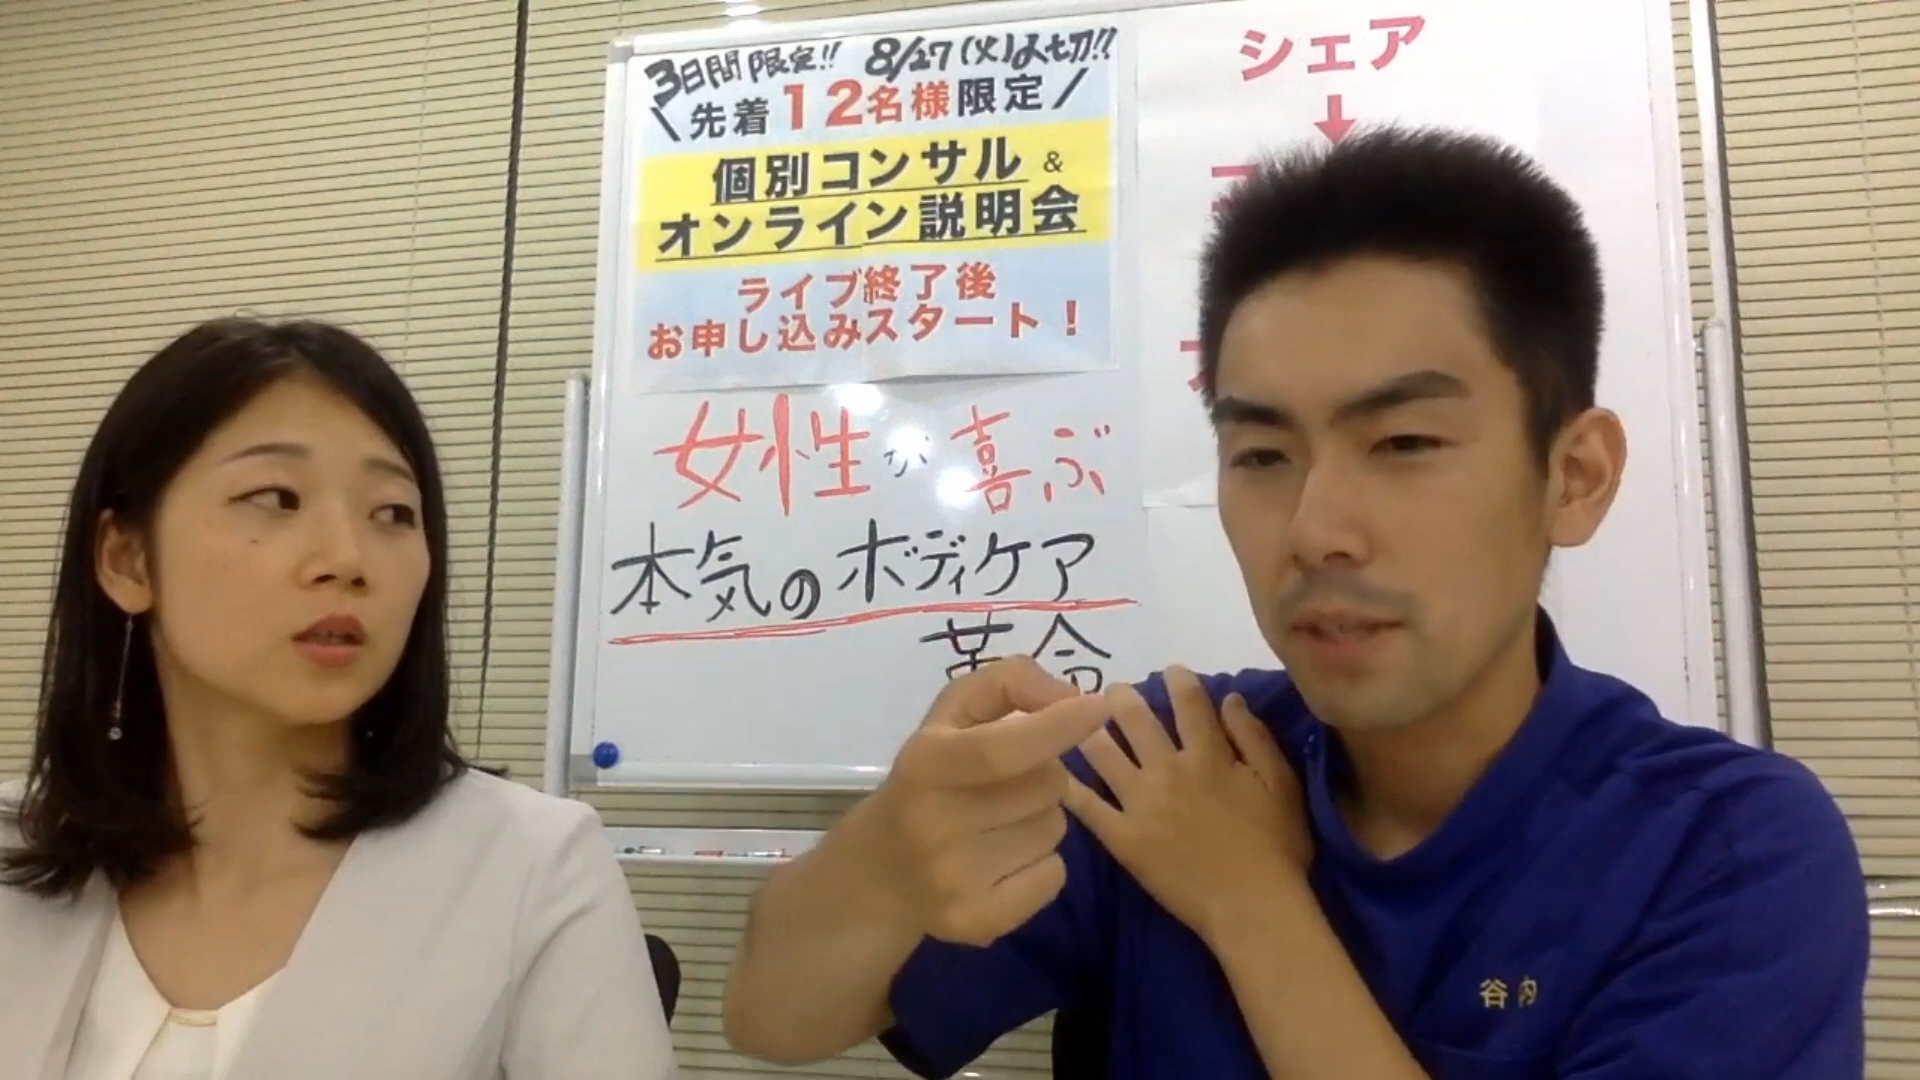 3日間限定!! 8/27(火)〆切!!
\先着12名様限定/
個別コンサル &
オンライン説明会
ライブ終了後
お申し込みスタート！
女性が喜ぶ
本気のボディケア
革命
シェア
↓
谷内